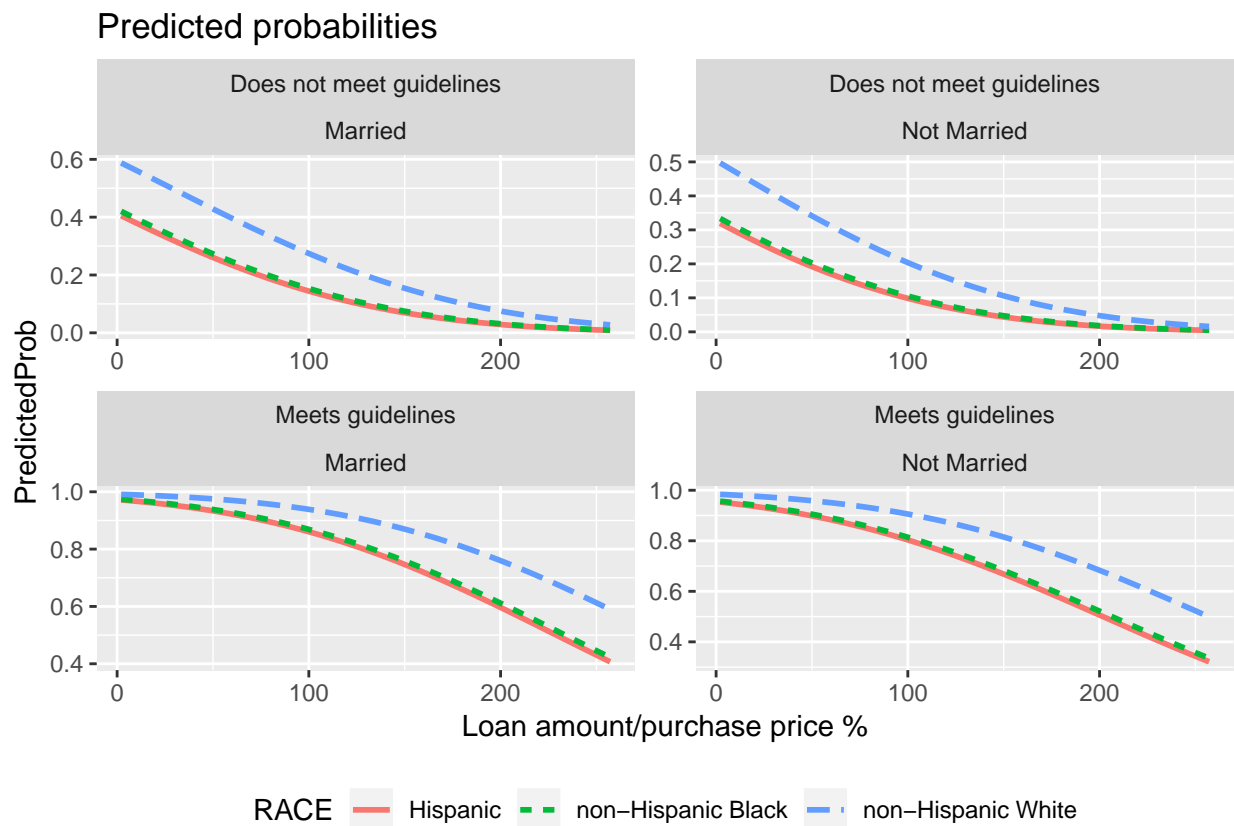 Predicted probabilities
Does not meet guidelines
Married
Does not meet guidelines
Not Married
0.6
0.4
0.2
0.0
0
100
200
0.5
0.4
0.3
0.2
0.1
0.0
0
100
200
Meets guidelines
Married
Meets guidelines
Not Married
1.0
0.8
0.6
0.4
0
100
200
1.0
0.8
0.6
0.4
0
100
200
PredictedProb
Loan amount/purchase price %
RACE Hispanic non−Hispanic Black non−Hispanic White